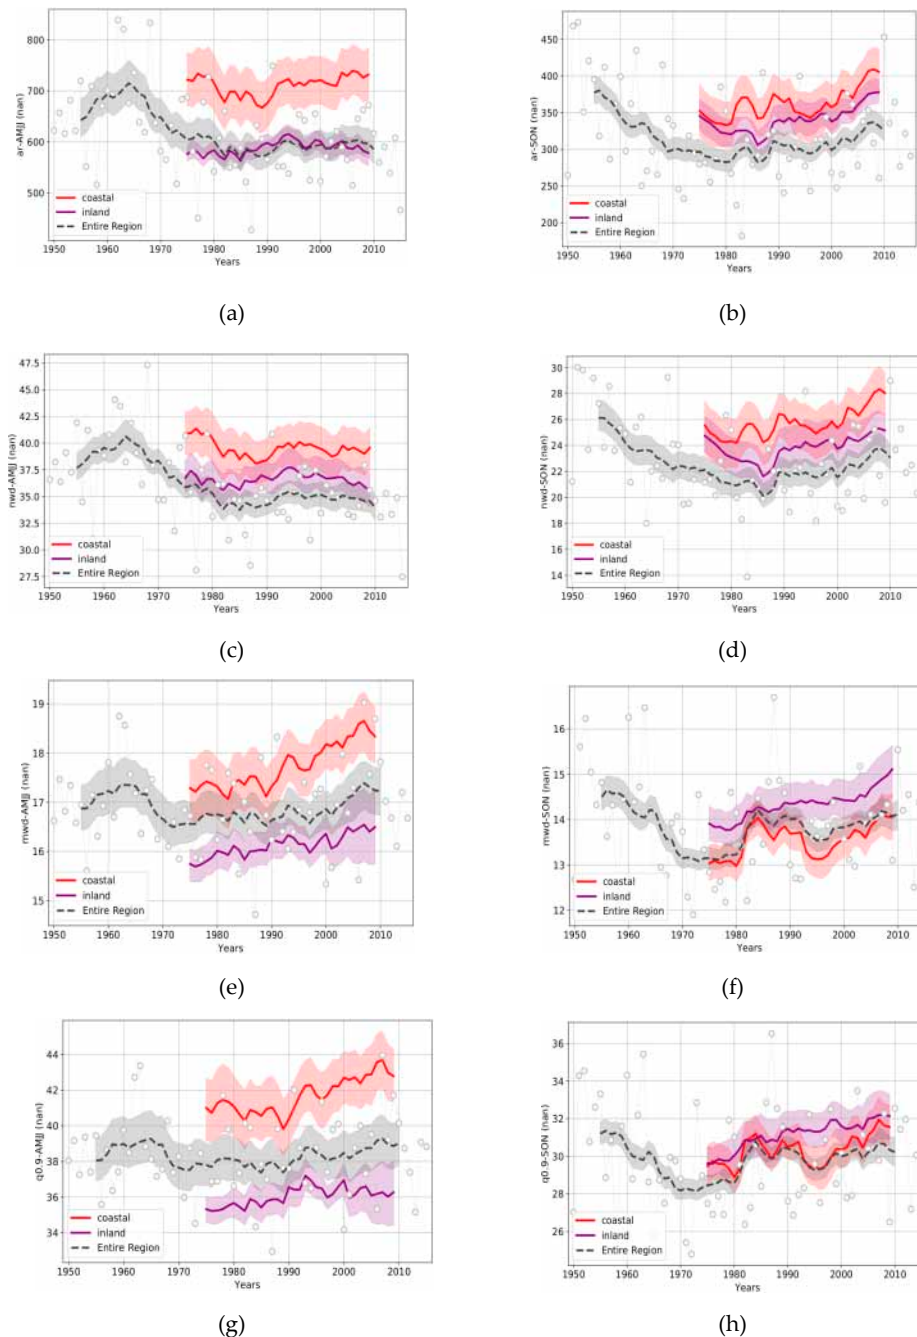 800
700
600
500
ar-AMJJ (nan)
coastal
inland
Entire Region
1950 1960 1970 1980 1990 2000 2010
Years
(a)
450
400
350
300
250
200
ar-SON (nan)
coastal
inland
Entire Region
1950 1960 1970 1980 1990 2000 2010
Years
(b)
47.5
45.0
42.5
40.0
37.5
35.0
32.5
30.0
27.5
nwd-AMJJ (nan)
coastal
inland
Entire Region
1950 1960 1970 1980 1990 2000 2010
Years
(c)
30
28
26
24
22
20
18
16
14
nwd-SON (nan)
coastal
inland
Entire Region
1950 1960 1970 1980 1990 2000 2010
Years
(d)
19
18
17
16
15
mwd-AMJJ (nan)
coastal
inland
Entire Region
1950 1960 1970 1980 1990 2000 2010
Years
(e)
16
15
14
13
12
mwd-SON (nan)
coastal
inland
Entire Region
1950 1960 1970 1980 1990 2000 2010
Years
(f)
44
42
40
38
36
34
q0.9-AMJJ (nan)
coastal
inland
Entire Region
1950 1960 1970 1980 1990 2000 2010
Years
(g)
36
34
32
30
28
26
q0.9-SON (nan)
coastal
inland
Entire Region
1950 1960 1970 1980 1990 2000 2010
Years
(h)